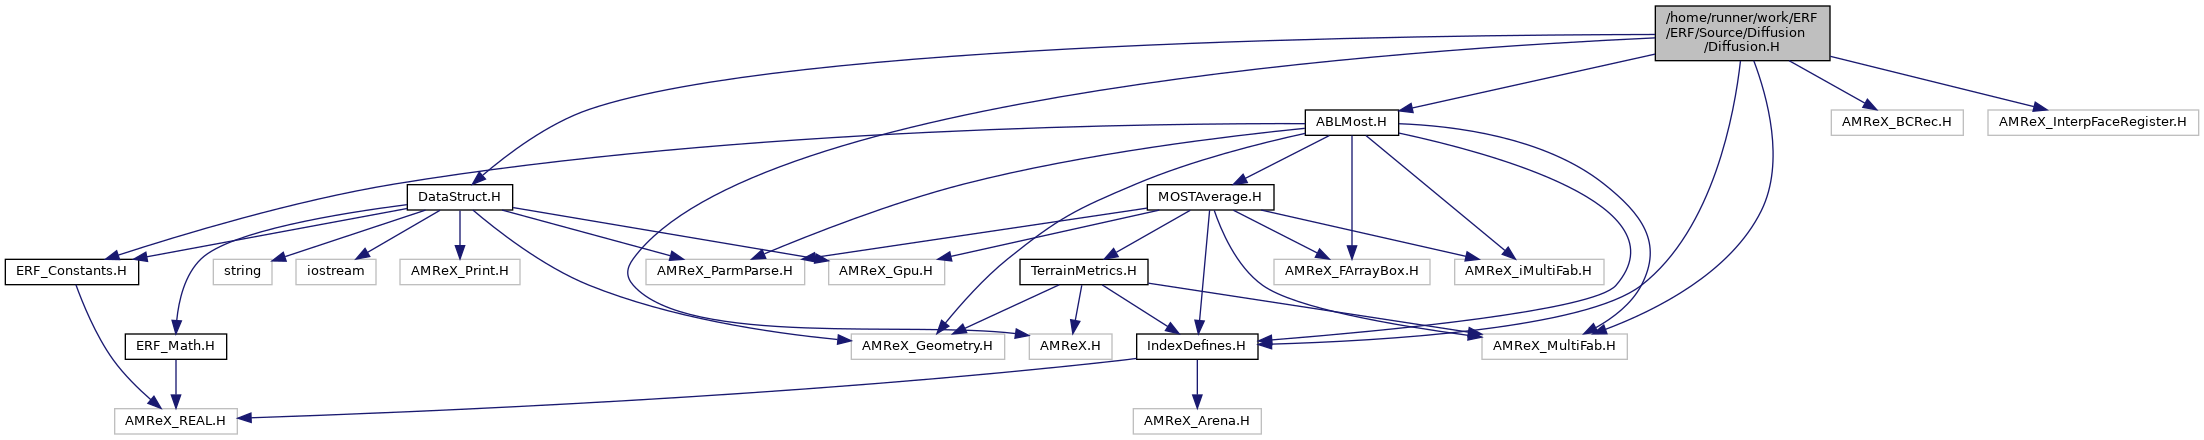 /home/runner/work/ERF
/ERF/Source/Diffusion
/Diffusion.H
ABLMost.H
AMReX_BCRec.H
AMReX_InterpFaceRegister.H
DataStruct.H
MOSTAverage.H
ERF_Constants.H
string
iostream
AMReX_Print.H
AMReX_ParmParse.H
AMReX_Gpu.H
TerrainMetrics.H
AMReX_FArrayBox.H
AMReX_iMultiFab.H
ERF_Math.H
AMReX_Geometry.H
AMReX.H
IndexDefines.H
AMReX_MultiFab.H
AMReX_REAL.H
AMReX_Arena.H